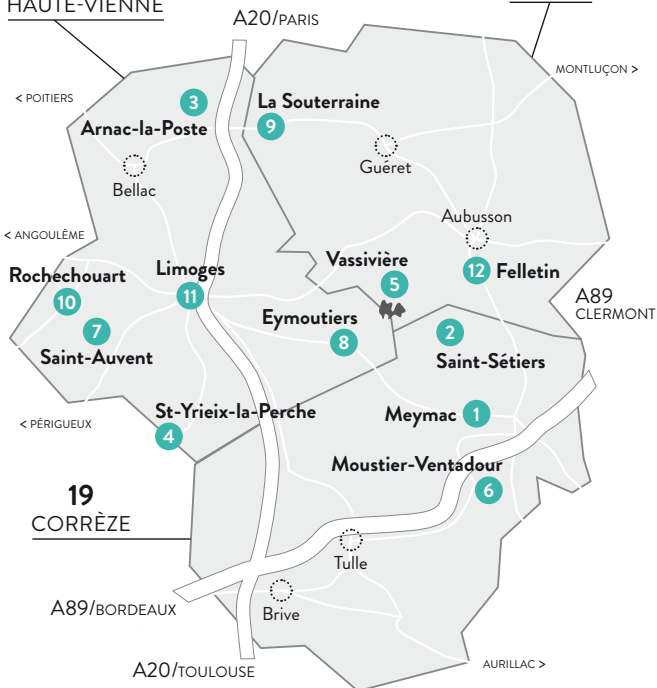 HAUTE-VIENNE
A20/PARIS
MONTLUÇON >
< POITIERS
3
Arnac-la-Poste
La Souterraine
9
Guéret
Bellac
Aubusson
< ANGOULÊME
Vassivière
5
12 Felletin
Rochechouart
10
Limoges
11
A89
CLERMONT
Eymoutiers
8
7
Saint-Auvent
2
Saint-Sétiers
St-Yrieix-la-Perche
4
Meymac 1
< PÉRIGUEUX
Moustier-Ventadour
6
19
CORRÈZE
Tulle
Brive
A89/BORDEAUX
A20/TOULOUSE
AURILLAC >